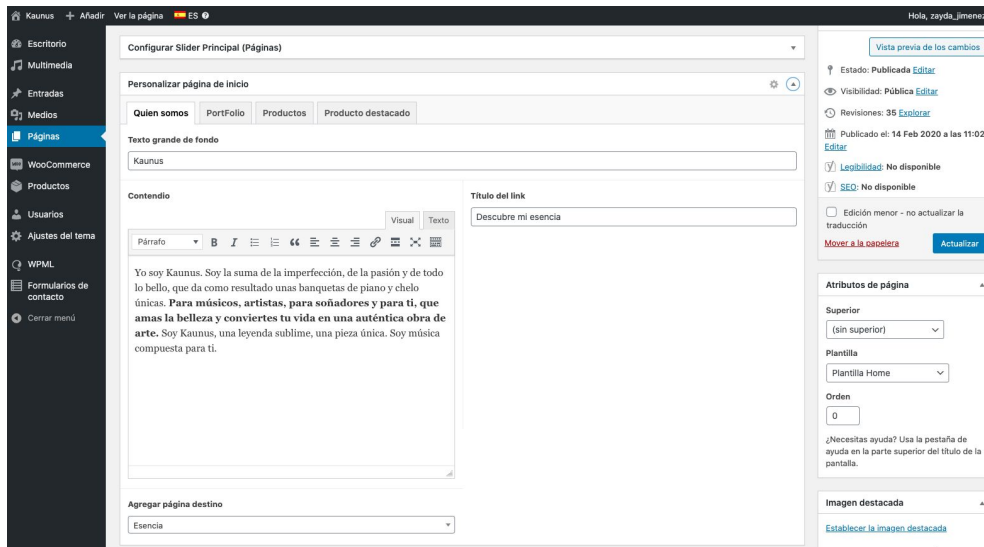 Kaunus
Añadir
Ver la página
ES
Hola, zayda_jimenez
Escritorio
Multimedia
Entradas
Medios
Páginas
WooCommerce
Productos
Usuarios
Ajustes del tema
WPML
Formularios de
contacto
Cerrar menú
Configurar Slider Principal (Páginas)
Personalizar página de inicio
Quien somos
PortFolio
Productos
Producto destacado
Texto grande de fondo
Kaunus
Contendio
Visual
Texto
Párrafo
B
I
Yo soy Kaunus. Soy la suma de la imperfección, de la pasión y de todo
lo bello, que da como resultado unas banquetas de piano y chelo
únicas. Para músicos, artistas, para soñadores y para ti, que
amas la belleza y conviertes tu vida en una auténtica obra de
arte. Soy Kaunus, una leyenda sublime, una pieza única. Soy música
compuesta para ti.
Título del link
Descubre mi esencia
Agregar página destino
Esencia
Vista previa de los cambios
Estado: Publicada Editar
Visibilidad: Pública Editar
Revisiones: 35 Explorar
Publicado el: 14 Feb 2020 a las 11:02
Editar
Legibilidad: No disponible
SEO: No disponible
Edición menor - no actualizar la
traducción
Mover a la papelera
Actualizar
Atributos de página
Superior
(sin superior)
Plantilla
Plantilla Home
Orden
0
¿Necesitas ayuda? Usa la pestaña de
ayuda en la parte superior del título de la
pantalla.
Imagen destacada
Establecer la imagen destacada